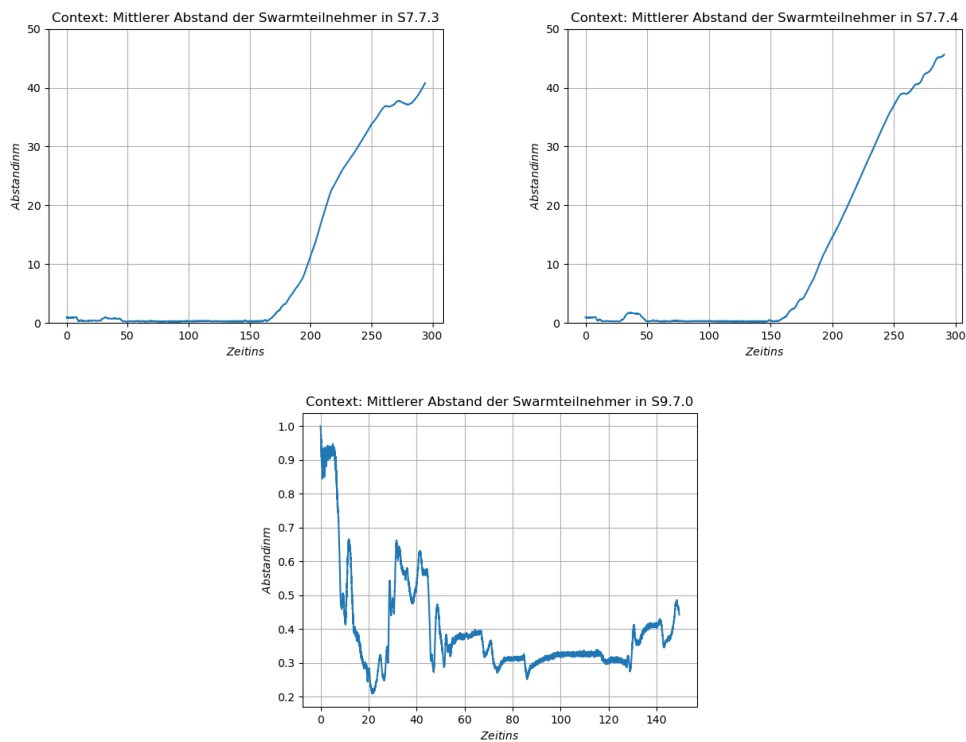 Context: Mittlerer Abstand der Swarmteilnehmer in S7.7.3
50
40
30
20
10
0
Abstandinm
0 50 100 150 200 250 300
Zeitins
Context: Mittlerer Abstand der Swarmteilnehmer in S7.7.4
50
40
30
20
10
0
Abstandinm
0 50 100 150 200 250 300
Zeitins
Context: Mittlerer Abstand der Swarmteilnehmer in S9.7.0
1.0
0.9
0.8
0.7
0.6
0.5
0.4
0.3
0.2
Abstandinm
0 20 40 60 80 100 120 140
Zeitins